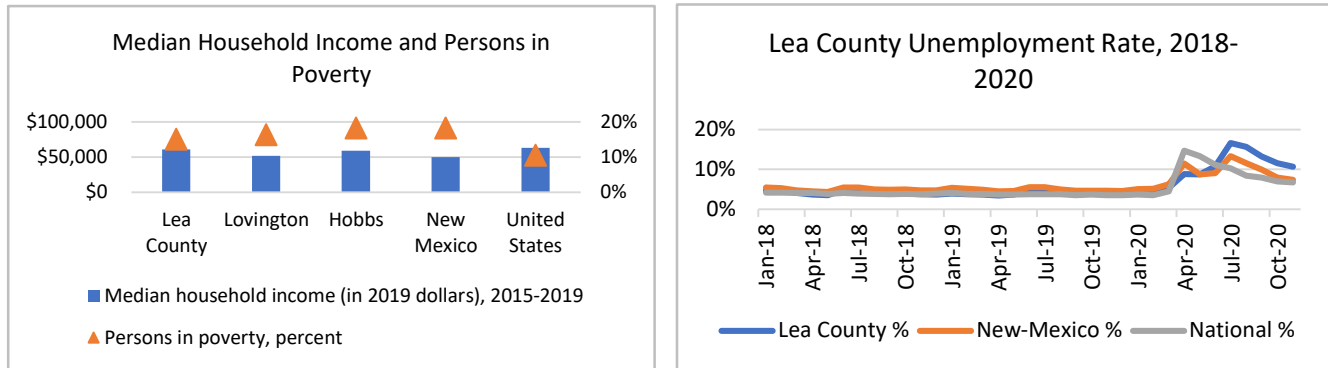 Median Household Income and Persons in
Poverty
$100,000
$50,000
$0
20%
10%
0%
Lea
County
Lovington
Hobbs
New
Mexico
United
States
Median household income (in 2019 dollars), 2015-2019
Persons in poverty, percent
Lea County Unemployment Rate, 2018-
2020
20%
10%
0%
Jan-18
Apr-18
Jul-18
Oct-18
Jan-19
Apr-19
Jul-19
Oct-19
Jan-20
Apr-20
Jul-20
Oct-20
Lea County %
New-Mexico %
National %